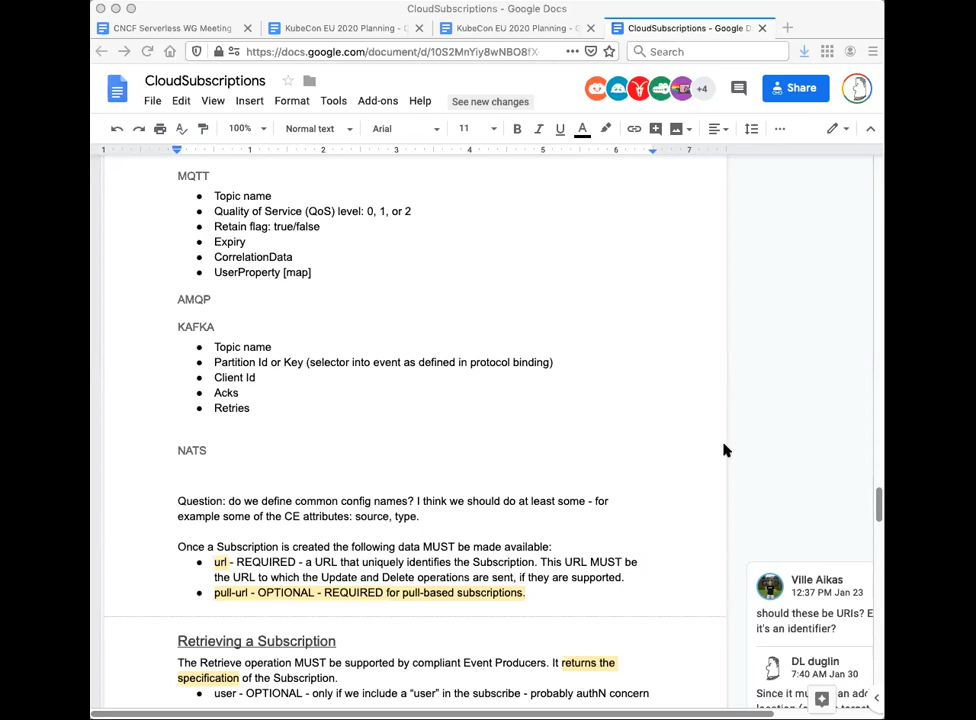 CloudSubscriptions - Google Docs
CNCF Serverless WG Meeting
KubeCon EU 2020 Planning - G
KubeCon EU 2020 Planning - G
CloudSubscriptions - Google D
https://docs.google.com/document/d/10S2MnYiy8wNBO8fX
Search
CloudSubscriptions
+4
Share
File Edit View Insert Format Tools Add-ons Help See new changes
100% Normal text Arial 11 B I U A
1 1 2 3 4 5 6 7
MQTT
● Topic name
● Quality of Service (QoS) level: 0, 1, or 2
● Retain flag: true/false
● Expiry
● CorrelationData
● UserProperty [map]
AMQP
KAFKA
● Topic name
● Partition Id or Key (selector into event as defined in protocol binding)
● Client Id
● Acks
● Retries
NATS
Question: do we define common config names? I think we should do at least some - for
example some of the CE attributes: source, type.
Once a Subscription is created the following data MUST be made available:
● url - REQUIRED - a URL that uniquely identifies the Subscription. This URL MUST be
the URL to which the Update and Delete operations are sent, if they are supported.
● pull-url - OPTIONAL - REQUIRED for pull-based subscriptions.
Retrieving a Subscription
The Retrieve operation MUST be supported by compliant Event Producers. It returns the
specification of the Subscription.
● user - OPTIONAL - only if we include a “user” in the subscribe - probably authN concern
Ville Aikas
12:37 PM Jan 23
should these be URIs? E
it's an identifier?
DL duglin
7:40 AM Jan 30
Since it mu